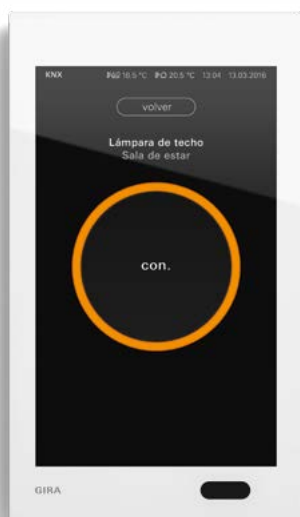 KNX 16.5 °C 20.5 °C 13:04 13.03.2016
volver
Lámpara de techo
Sala de estar
con.
GIRA